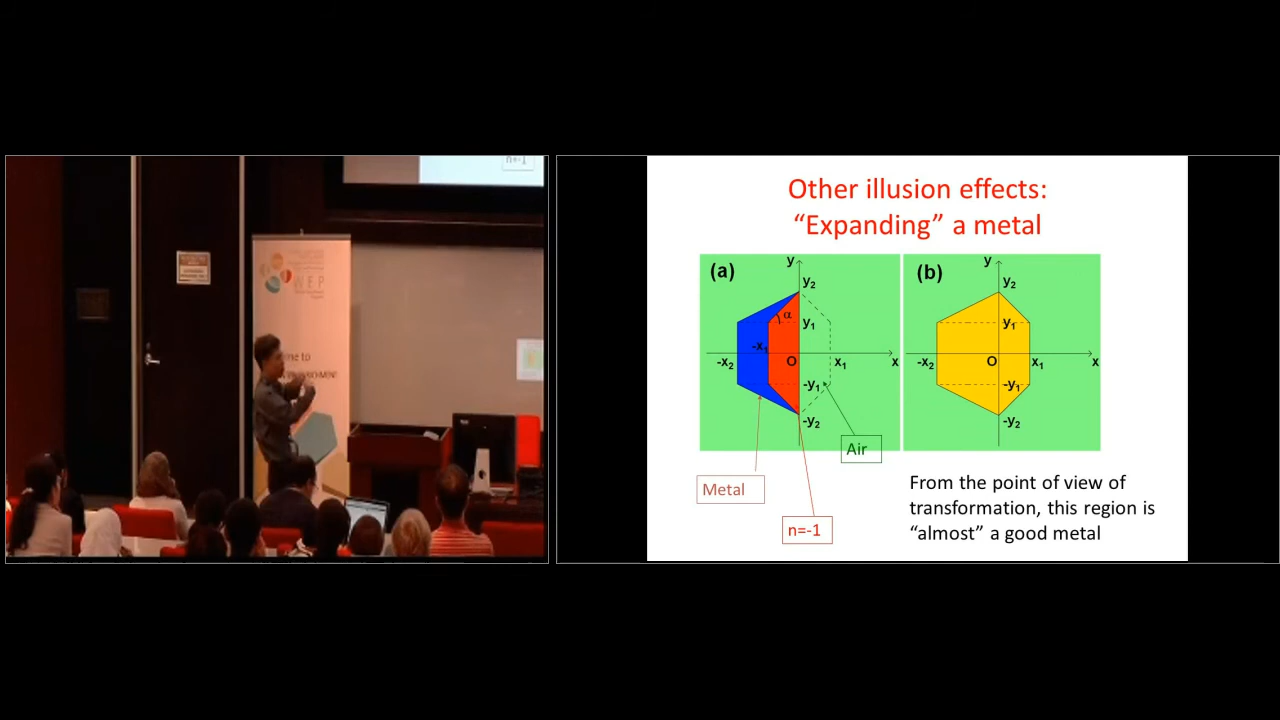 n=-1
WEP
Other illusion effects:
“Expanding” a metal
(a)
y
y2
α
y1
-x1
-x2
O
x1
x
-y1
-y2
Air
Metal
n=-1
(b)
y
y2
y1
-x2
O
x1
x
-y1
-y2
From the point of view of
transformation, this region is
“almost” a good metal